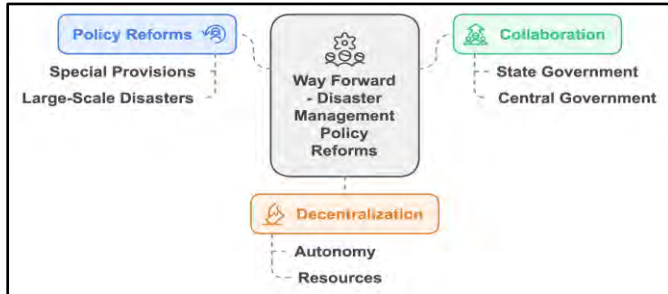 Policy Reforms
Special Provisions
Large-Scale Disasters
Way Forward
- Disaster
Management
Policy
Reforms
Collaboration
State Government
Central Government
Decentralization
Autonomy
Resources